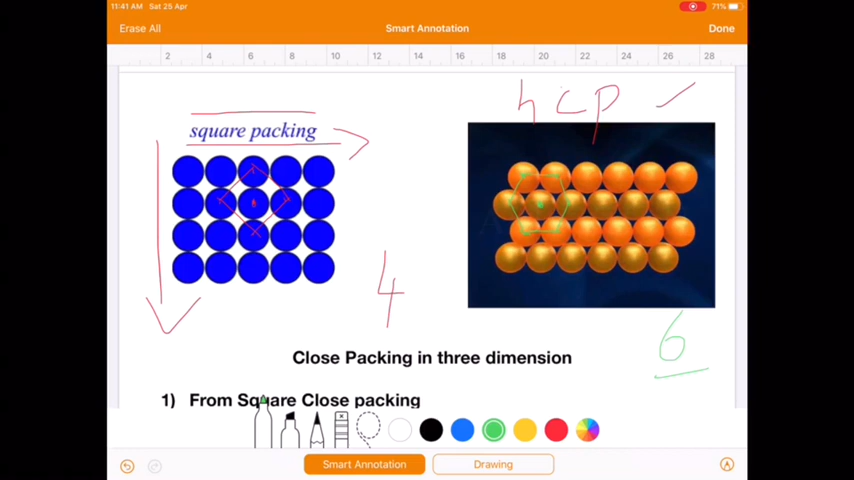 11:41 AM Sat 25 Apr
71%
Erase All
Smart Annotation
Done
2 4 6 8 10 12 14 16 18 20 22 24 26 28
hcp
square packing
4
6
Close Packing in three dimension
1) From Square Close packing
Smart Annotation
Drawing